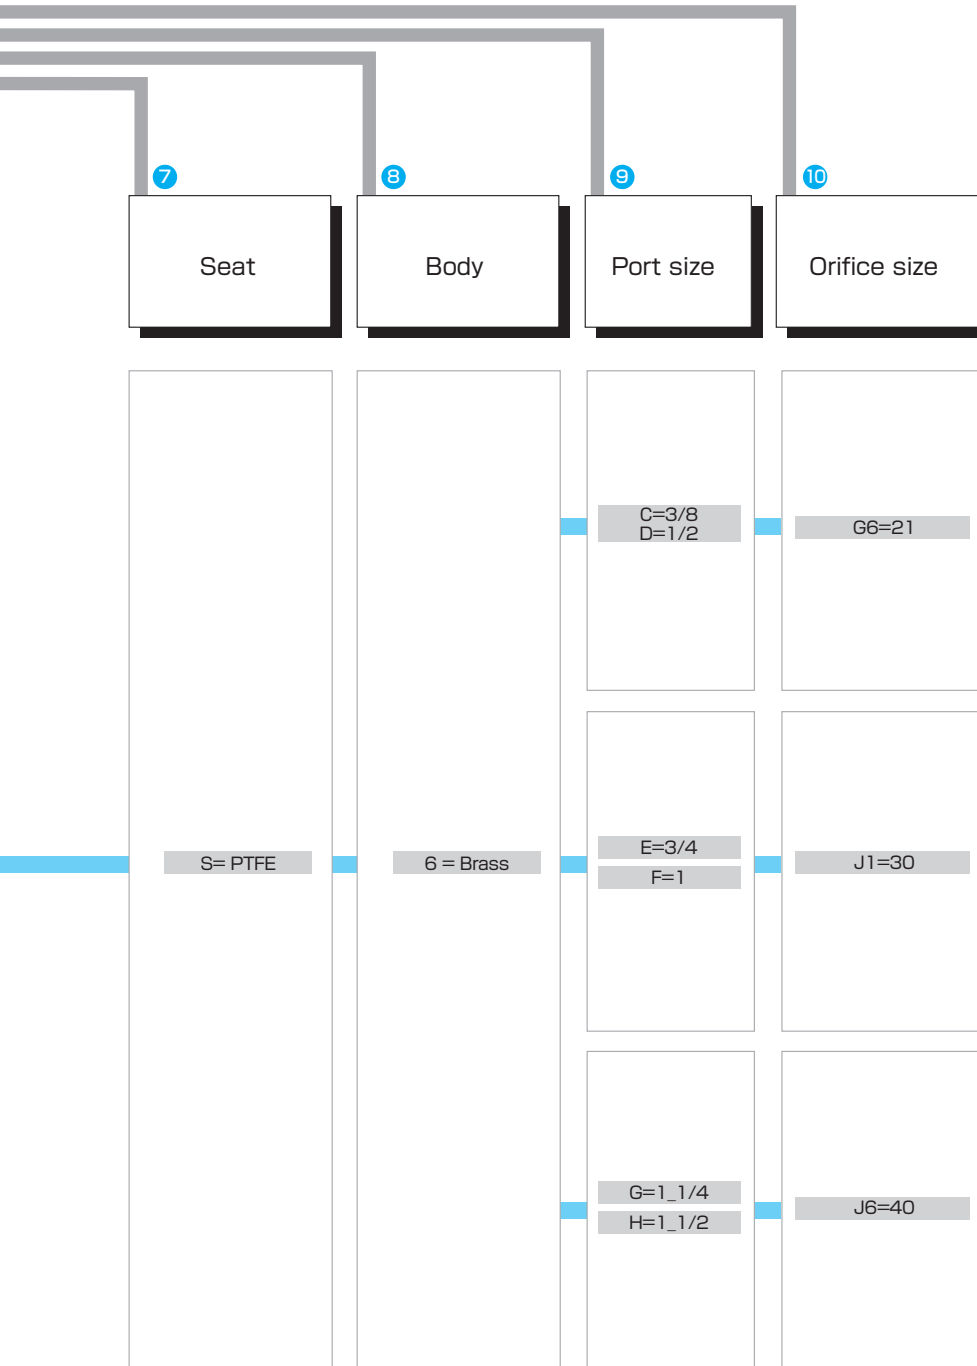 7
8
9
10
Seat
Body
Port size
Orifice size
C=3/8
D=1/2
G6=21
S= PTFE
6 = Brass
E=3/4
F=1
J1=30
G=1_1/4
H=1_1/2
J6=40